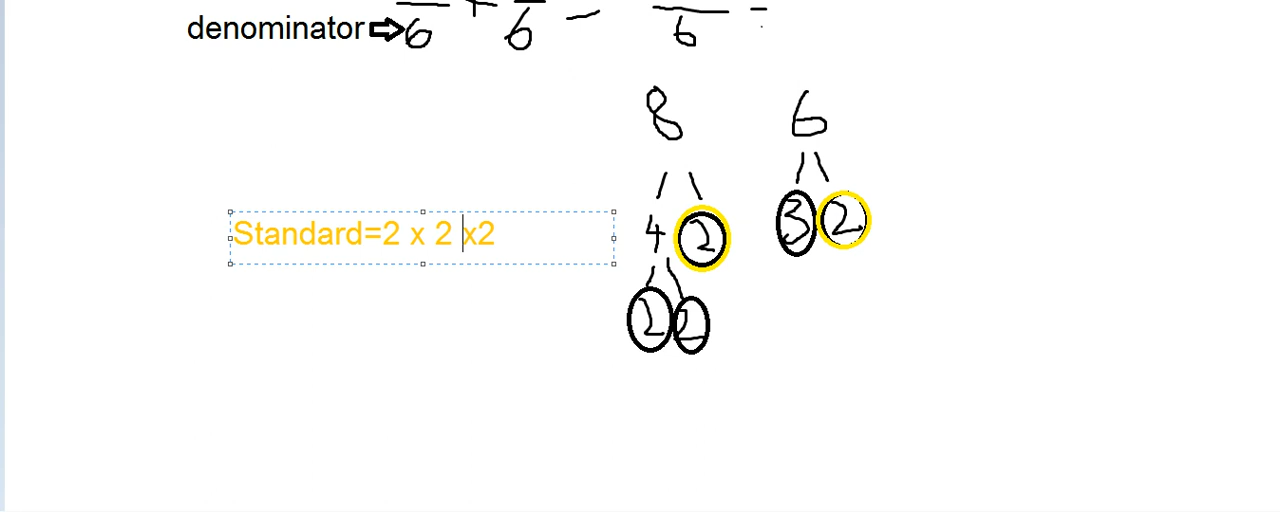 denominator⇨6 + 6 - 6 =
8 6
Standard=2 x 2 x2
4 2 3 2
2 2